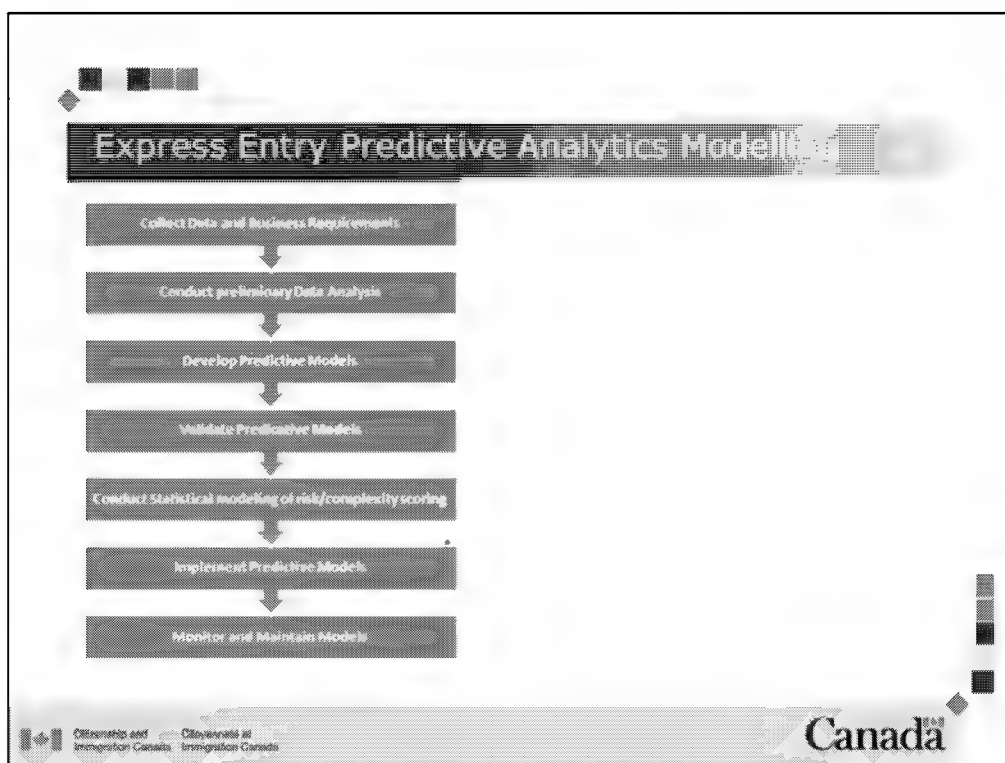 Express Entry Predictive Analytics Modelling
Collect Data and Business Requirements
Conduct preliminary Data Analysis
Develop Predictive Models
Validate Predicative Models
Conduct Statistical modeling of risk/complexity scoring
Implement Predictive Models
Monitor and Maintain Models
Citizenship and Immigration Canada
Citoyenneté et Immigration Canada
Canada